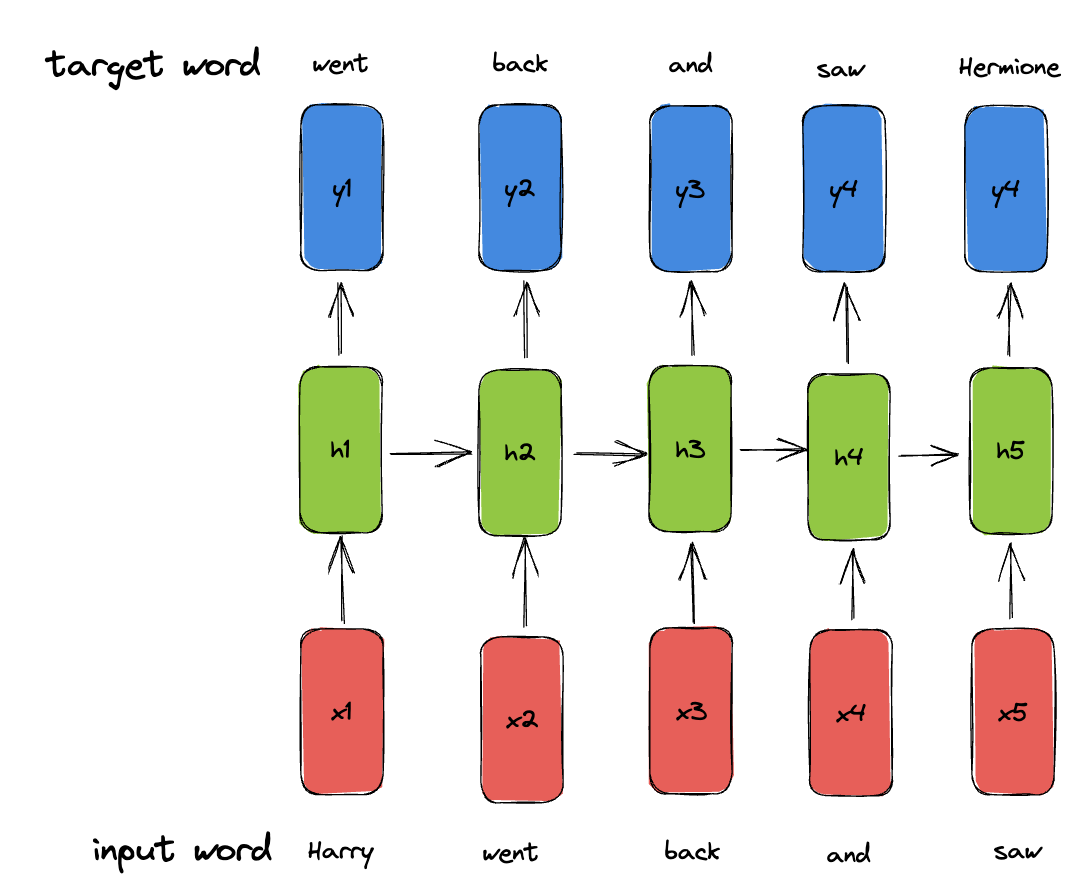 target word went back and saw Hermione
y1 y2 y3 y4 y4
h1 h2 h3 h4 h5
x1 x2 x3 x4 x5
input word Harry went back and saw